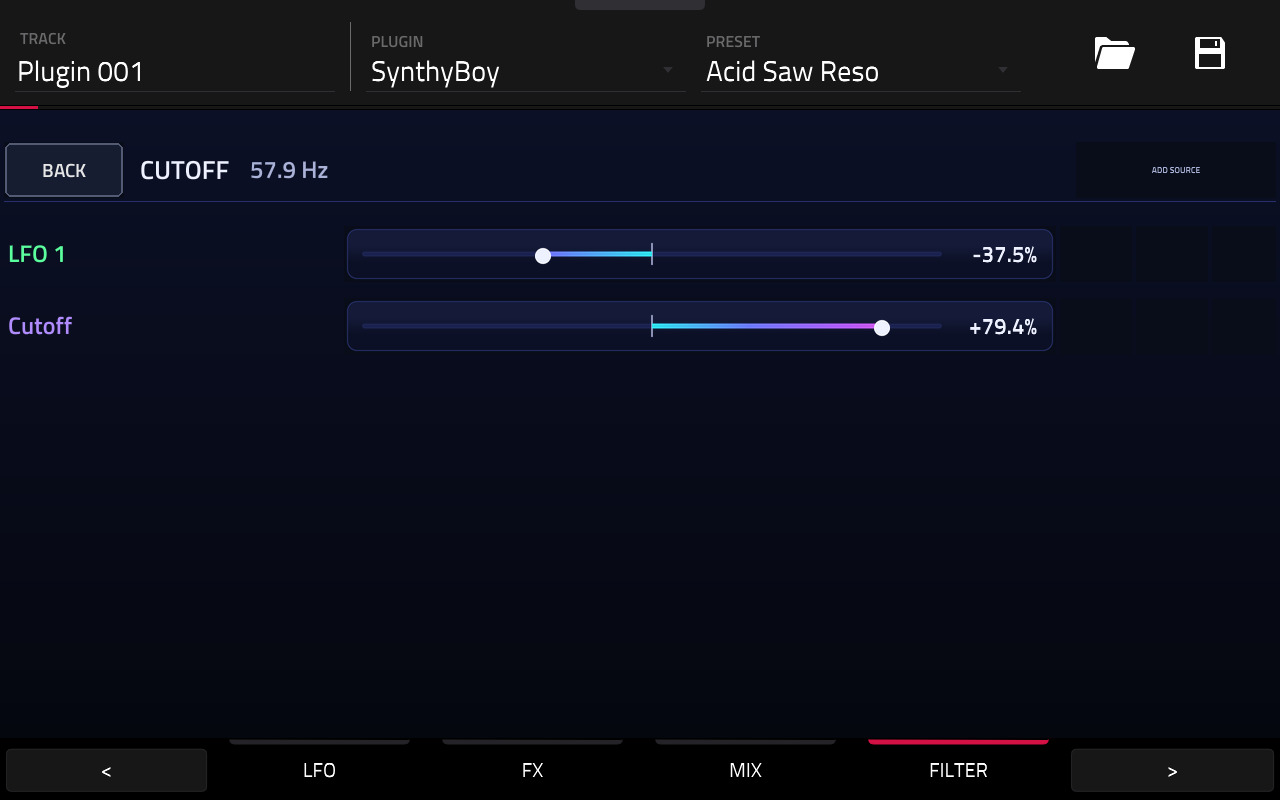 TRACK
Plugin 001
PLUGIN
SynthyBoy
PRESET
Acid Saw Reso
BACK
CUTOFF
57.9 Hz
ADD SOURCE
LFO 1
-37.5%
Cutoff
+79.4%
<
LFO
FX
MIX
FILTER
>